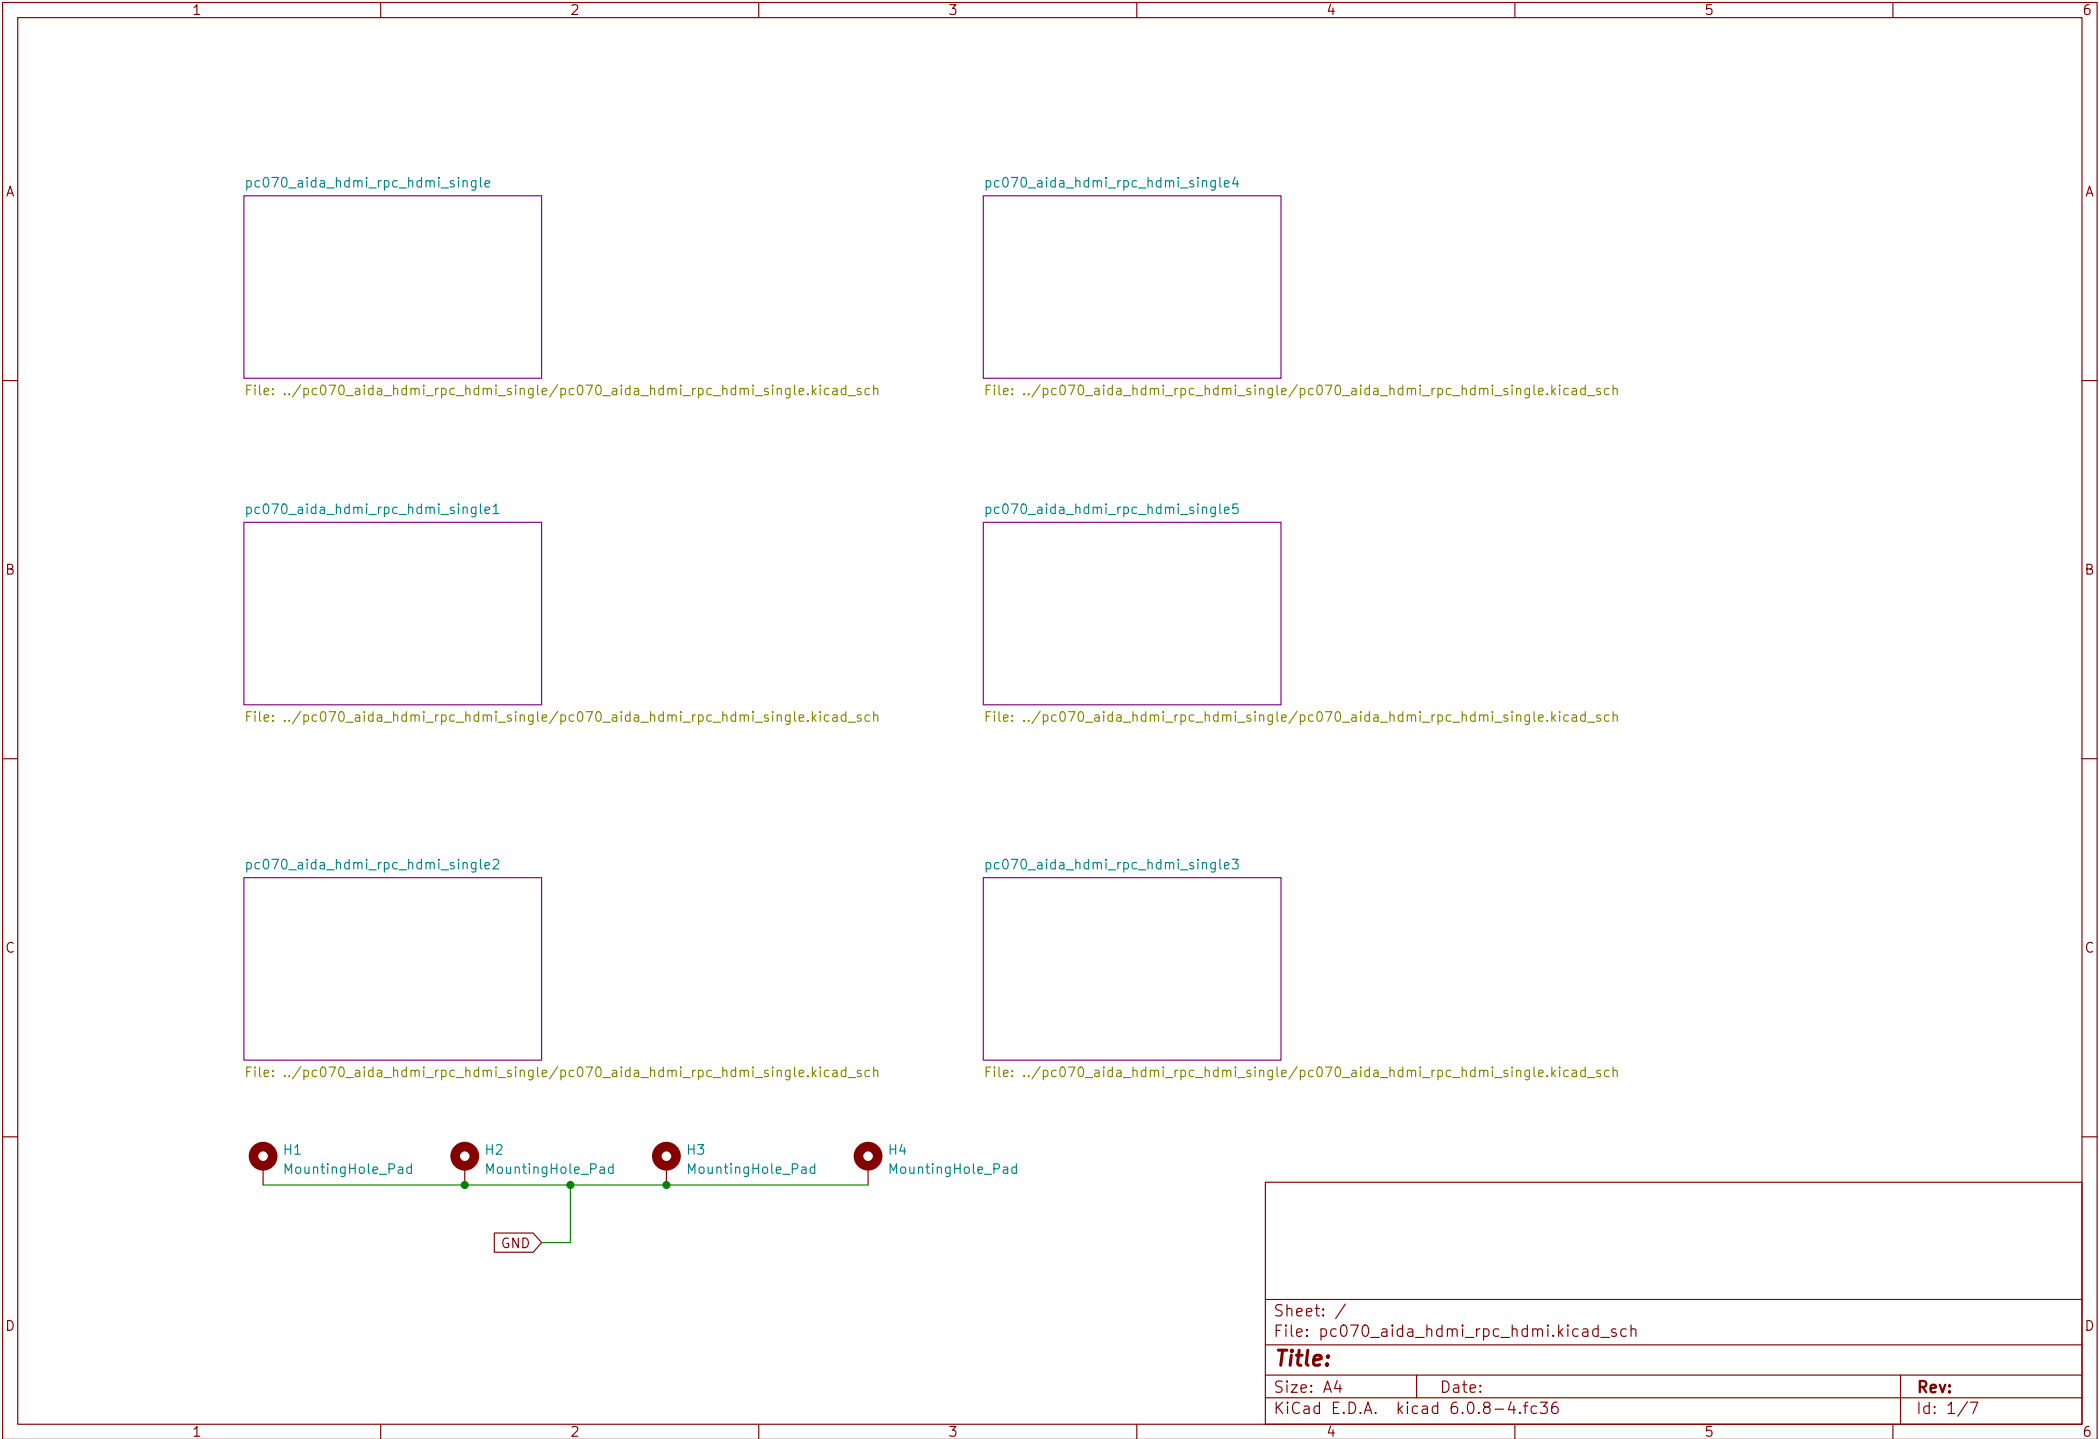 1 2 3 4 5 6
pc070_aida_hdmi_rpc_hdmi_single
pc070_aida_hdmi_rpc_hdmi_single4
A
A
File: ../pc070_aida_hdmi_rpc_hdmi_single/pc070_aida_hdmi_rpc_hdmi_single.kicad_sch
File: ../pc070_aida_hdmi_rpc_hdmi_single/pc070_aida_hdmi_rpc_hdmi_single.kicad_sch
pc070_aida_hdmi_rpc_hdmi_single1
pc070_aida_hdmi_rpc_hdmi_single5
B
B
File: ../pc070_aida_hdmi_rpc_hdmi_single/pc070_aida_hdmi_rpc_hdmi_single.kicad_sch
File: ../pc070_aida_hdmi_rpc_hdmi_single/pc070_aida_hdmi_rpc_hdmi_single.kicad_sch
pc070_aida_hdmi_rpc_hdmi_single2
pc070_aida_hdmi_rpc_hdmi_single3
C
C
File: ../pc070_aida_hdmi_rpc_hdmi_single/pc070_aida_hdmi_rpc_hdmi_single.kicad_sch
File: ../pc070_aida_hdmi_rpc_hdmi_single/pc070_aida_hdmi_rpc_hdmi_single.kicad_sch
H1
MountingHole_Pad
H2
MountingHole_Pad
H3
MountingHole_Pad
H4
MountingHole_Pad
GND
D
D
Sheet: /
File: pc070_aida_hdmi_rpc_hdmi.kicad_sch
Title:
Size: A4
Date:
Rev:
KiCad E.D.A. kicad 6.0.8-4.fc36
Id: 1/7
1 2 3 4 5 6